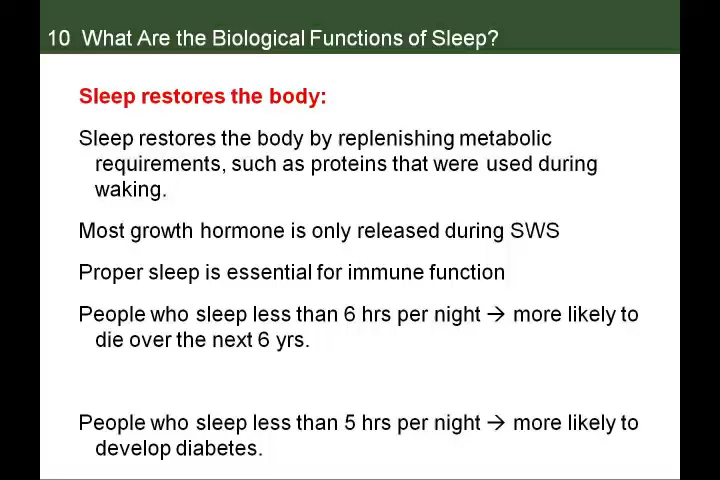 10 What Are the Biological Functions of Sleep?
Sleep restores the body:
Sleep restores the body by replenishing metabolic
requirements, such as proteins that were used during
waking.
Most growth hormone is only released during SWS
Proper sleep is essential for immune function
People who sleep less than 6 hrs per night → more likely to
die over the next 6 yrs.
People who sleep less than 5 hrs per night → more likely to
develop diabetes.